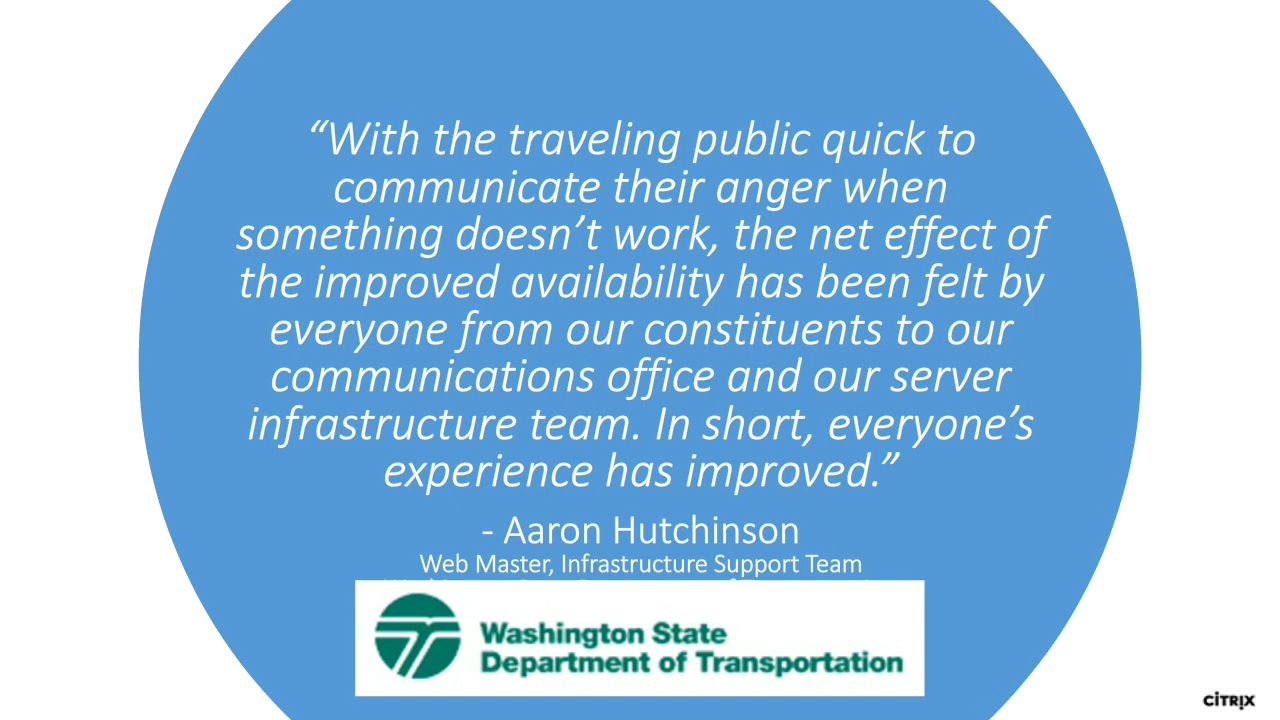 “With the traveling public quick to
communicate their anger when
something doesn’t work, the net effect of
the improved availability has been felt by
everyone from our constituents to our
communications office and our server
infrastructure team. In short, everyone’s
experience has improved.”
- Aaron Hutchinson
Web Master, Infrastructure Support Team
Washington State
Department of Transportation
CiTRIX